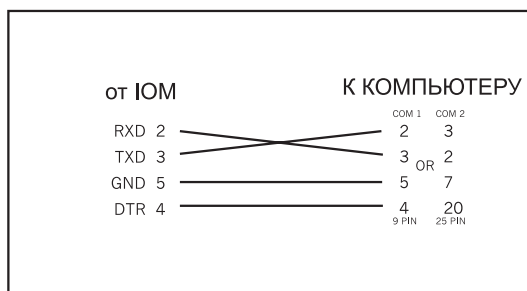 от IOM
К КОМПЬЮТЕРУ
COM 1 COM 2
RXD 2 2 3
TXD 3 3 2
OR
GND 5 5 7
DTR 4 4 20
9 PIN 25 PIN